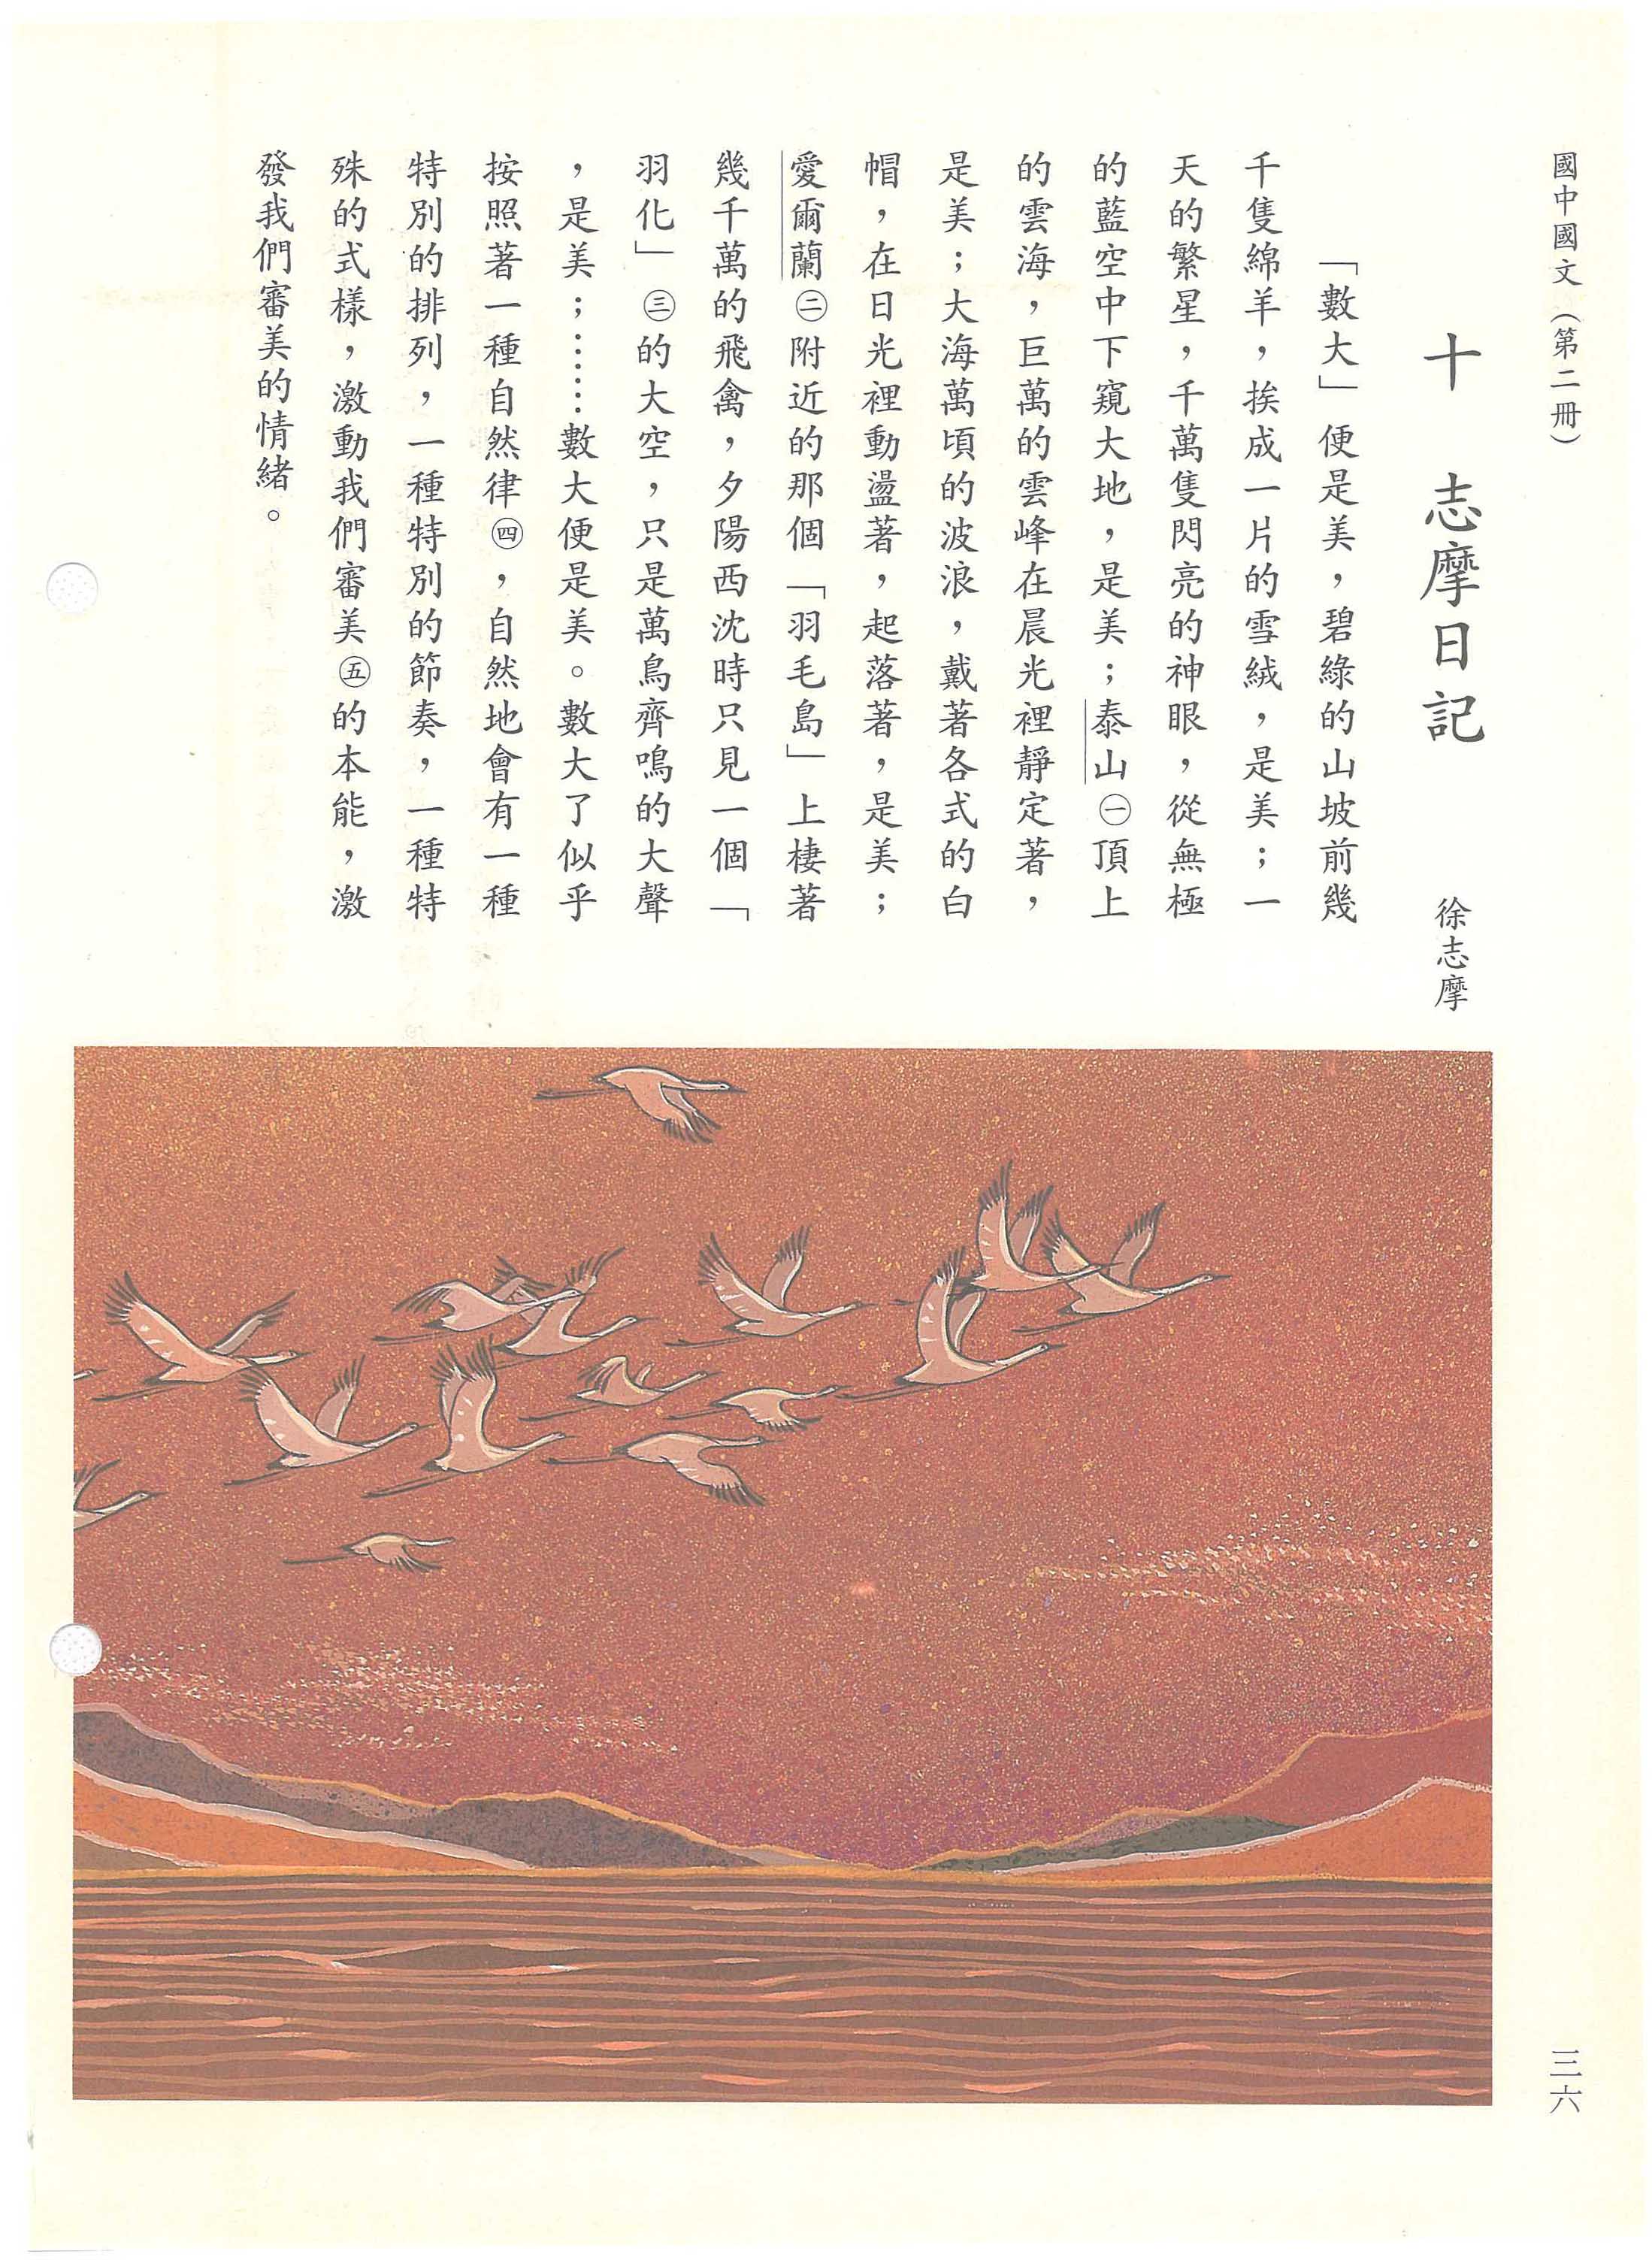 國中國文（第二冊）
十　志摩日記　　徐志摩
「數大」便是美，碧綠的山坡前幾
千隻綿羊，挨成一片的雪絨，是美；一
天的繁星，千萬隻閃亮的神眼，從無極
的藍空中下窺大地，是美；泰山㊀頂上
的雲海，巨萬的雲峰在晨光裡靜定著，
是美；大海萬頃的波浪，戴著各式的白
帽，在日光裡動盪著，起落著，是美；
愛爾蘭㊁附近的那個「羽毛島」上棲著
幾千萬的飛禽，夕陽西沈時只見一個「
羽化」㊂的大空，只是萬鳥齊鳴的大聲
，是美；……數大便是美。數大了似乎
按照著一種自然律㊃，自然地會有一種
特別的排列，一種特別的節奏，一種特
殊的式樣，激動我們審美㊄的本能，激
發我們審美的情緒。
三六